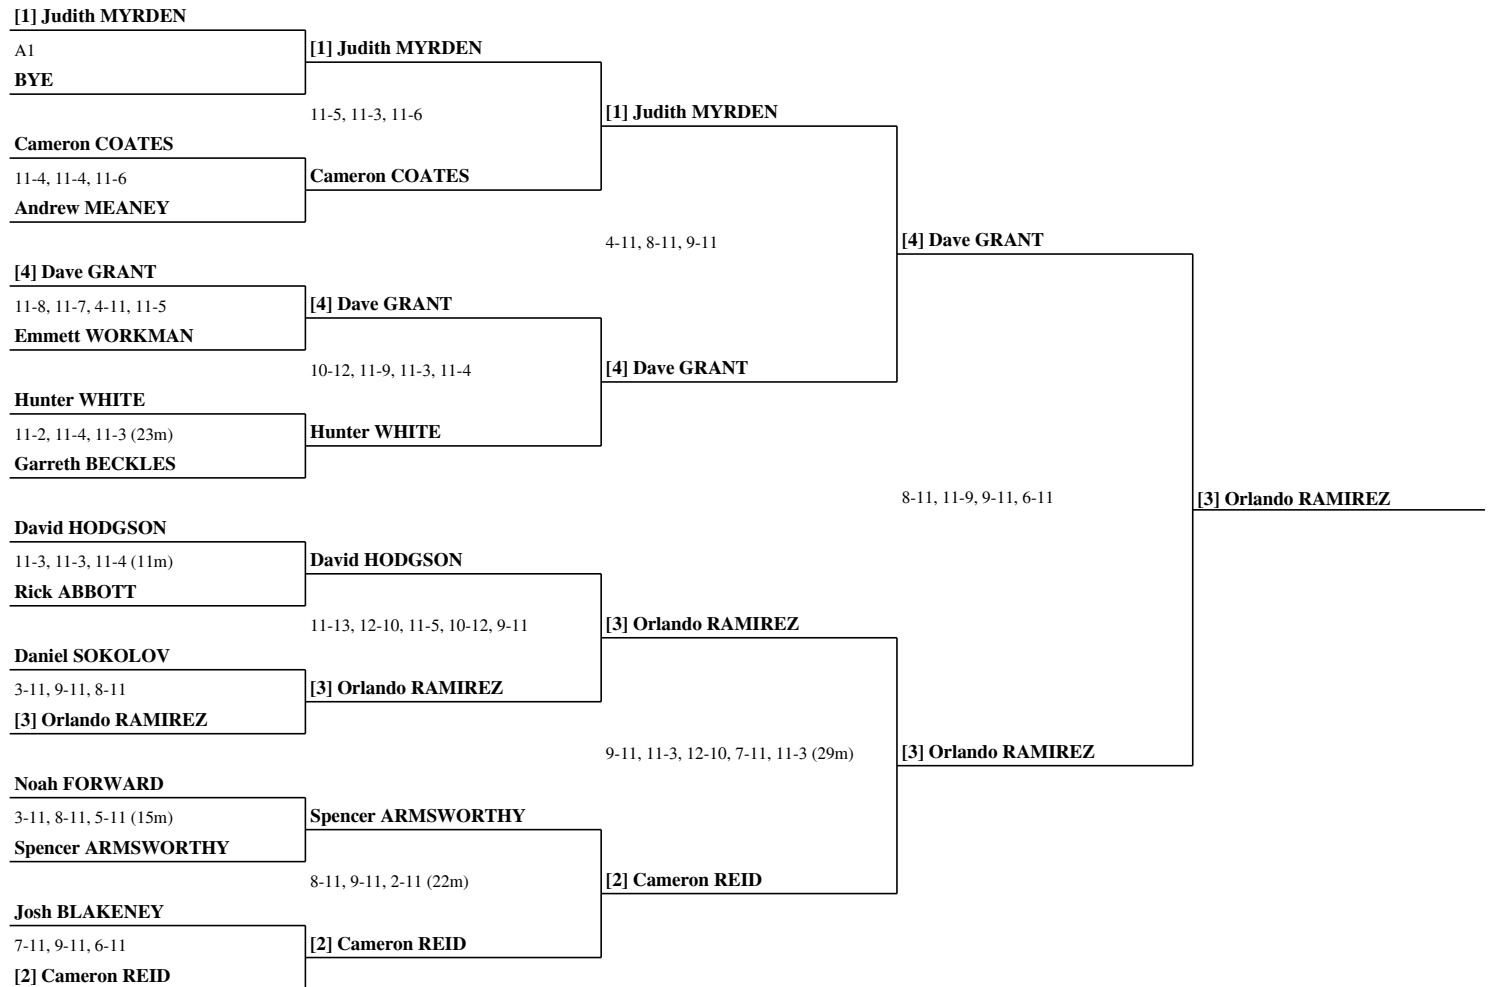 [1] Judith MYRDEN
A1
BYE
Cameron COATES
11-4, 11-4, 11-6
Andrew MEANEY
[4] Dave GRANT
11-8, 11-7, 4-11, 11-5
Emmett WORKMAN
Hunter WHITE
11-2, 11-4, 11-3 (23m)
Garreth BECKLES
David HODGSON
11-3, 11-3, 11-4 (11m)
Rick ABBOTT
Daniel SOKOLOV
3-11, 9-11, 8-11
[3] Orlando RAMIREZ
Noah FORWARD
3-11, 8-11, 5-11 (15m)
Spencer ARMSWORTHY
Josh BLAKENEY
7-11, 9-11, 6-11
[2] Cameron REID
[1] Judith MYRDEN
11-5, 11-3, 11-6
Cameron COATES
[4] Dave GRANT
10-12, 11-9, 11-3, 11-4
Hunter WHITE
David HODGSON
11-13, 12-10, 11-5, 10-12, 9-11
[3] Orlando RAMIREZ
Spencer ARMSWORTHY
8-11, 9-11, 2-11 (22m)
[2] Cameron REID
[1] Judith MYRDEN
4-11, 8-11, 9-11
[4] Dave GRANT
[3] Orlando RAMIREZ
9-11, 11-3, 12-10, 7-11, 11-3 (29m)
[2] Cameron REID
[4] Dave GRANT
8-11, 11-9, 9-11, 6-11
[3] Orlando RAMIREZ
[3] Orlando RAMIREZ